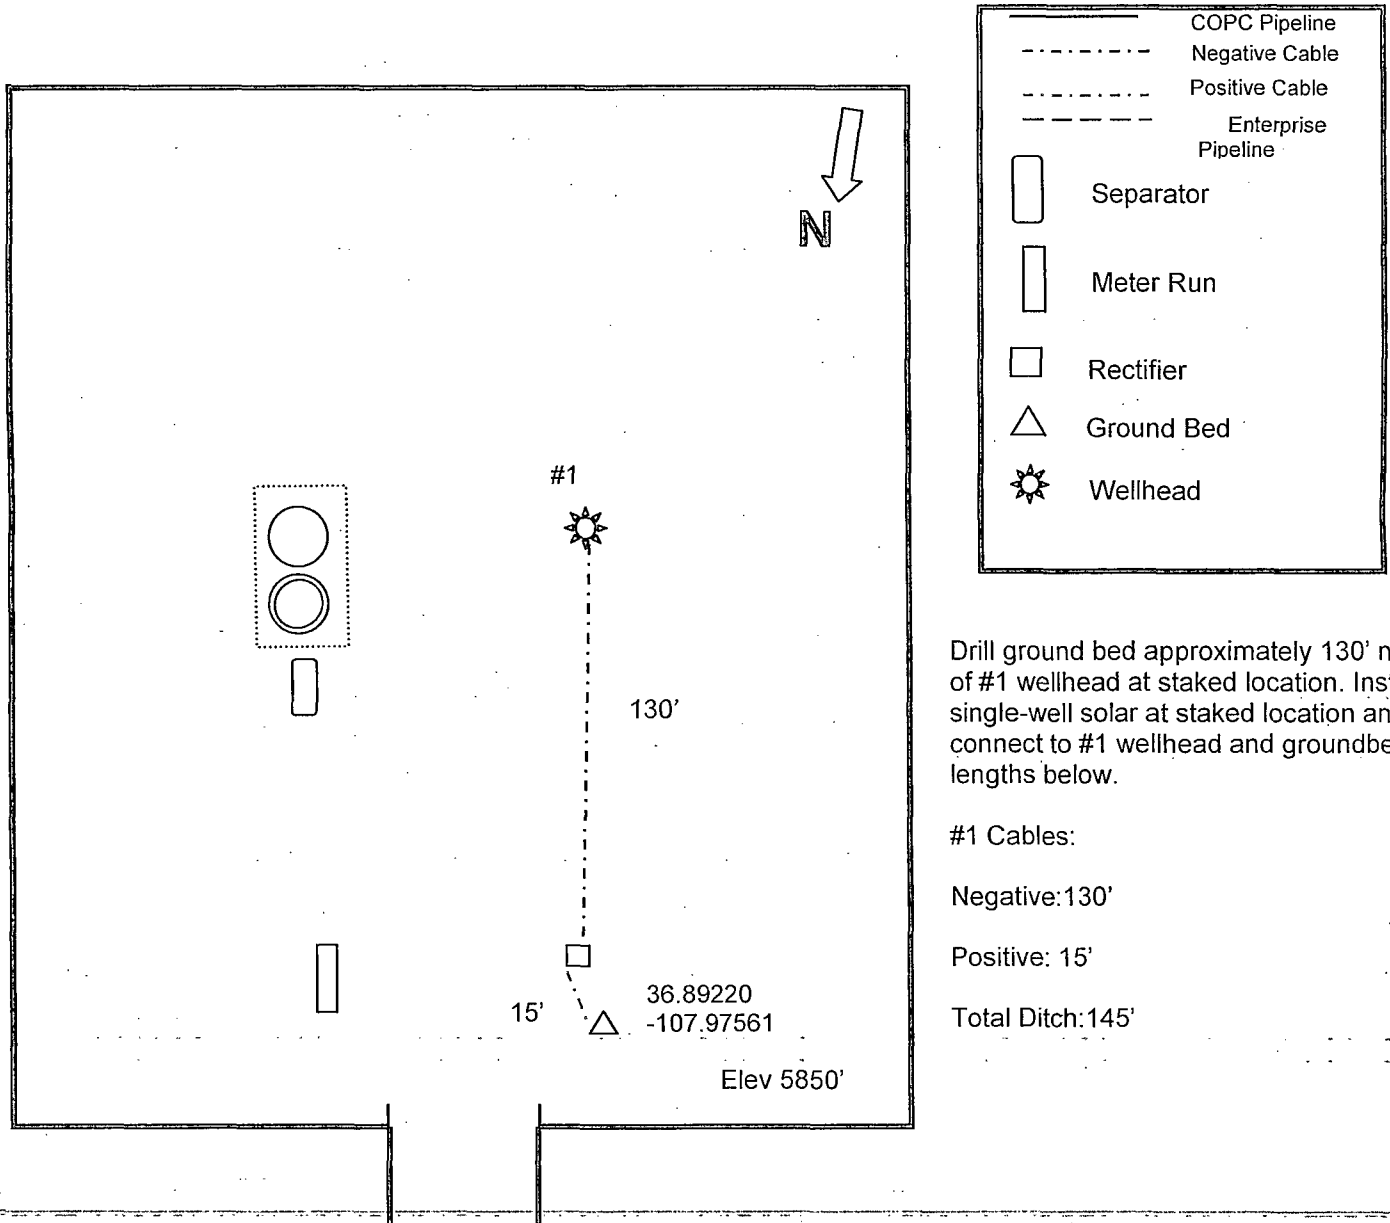 COPC Pipeline
Negative Cable
Positive Cable
Enterprise
Pipeline
Separator
Meter Run
Rectifier
Ground Bed
Wellhead
N
#1
130'
15'
36.89220
-107.97561
Elev 5850'
Drill ground bed approximately 130'
of #1 wellhead at staked location.
single-well solar at staked location
connect to #1 wellhead and
lengths below.
#1 Cables:
Negative:130'
Positive: 15'
Total Ditch:145'